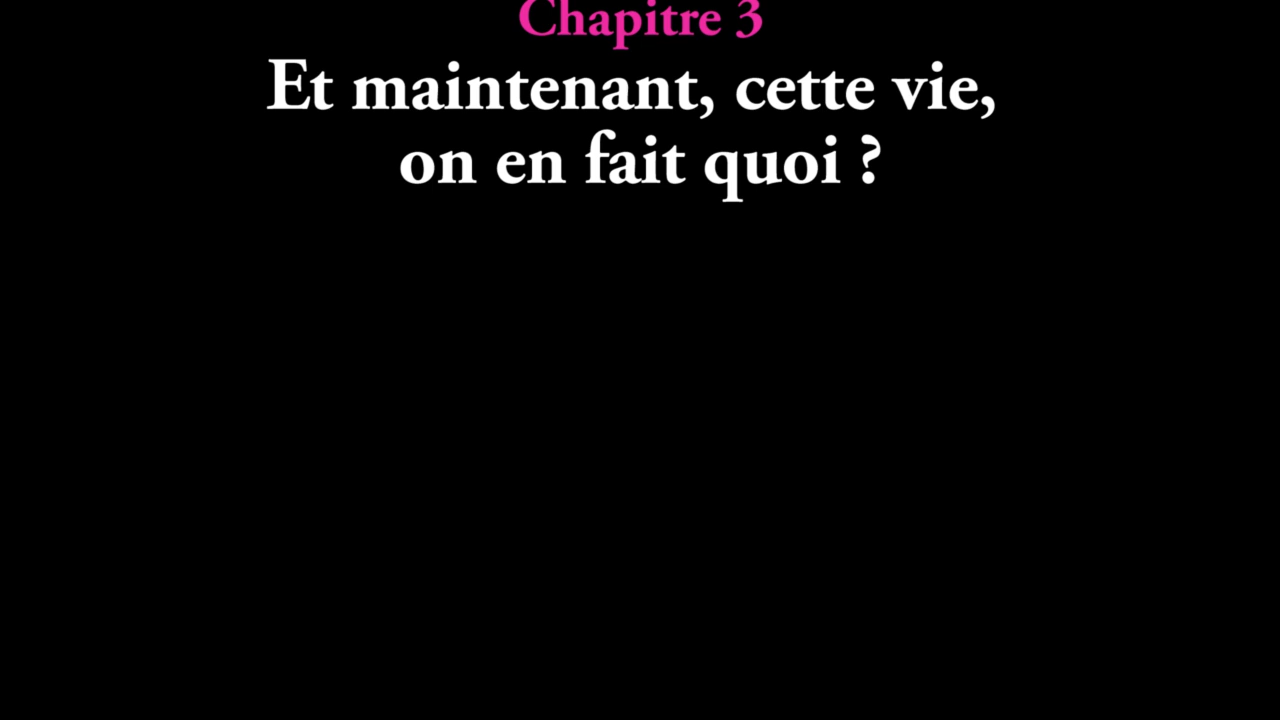 Chapitre 3
Et maintenant, cette vie,
on en fait quoi ?